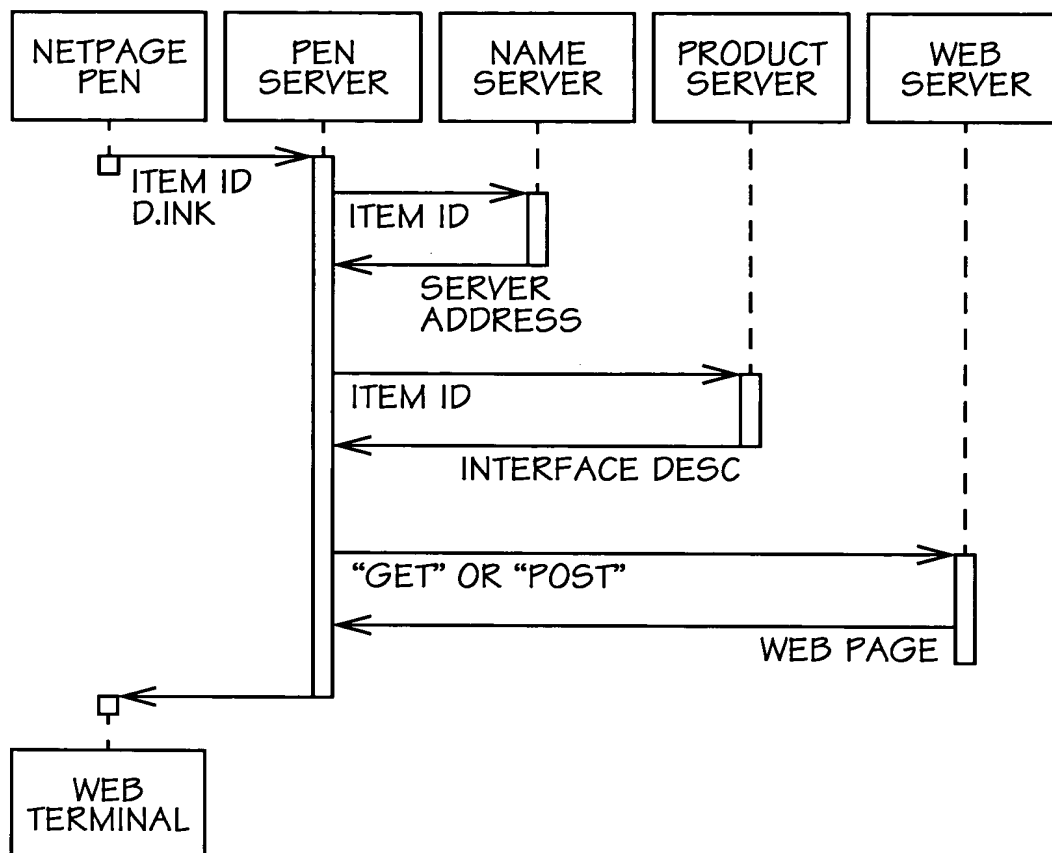 NETPAGE
PEN
PEN
SERVER
NAME
SERVER
PRODUCT
SERVER
WEB
SERVER
ITEM ID
D.INK
ITEM ID
SERVER
ADDRESS
ITEM ID
INTERFACE DESC
“GET” OR “POST”
WEB PAGE
WEB
TERMINAL